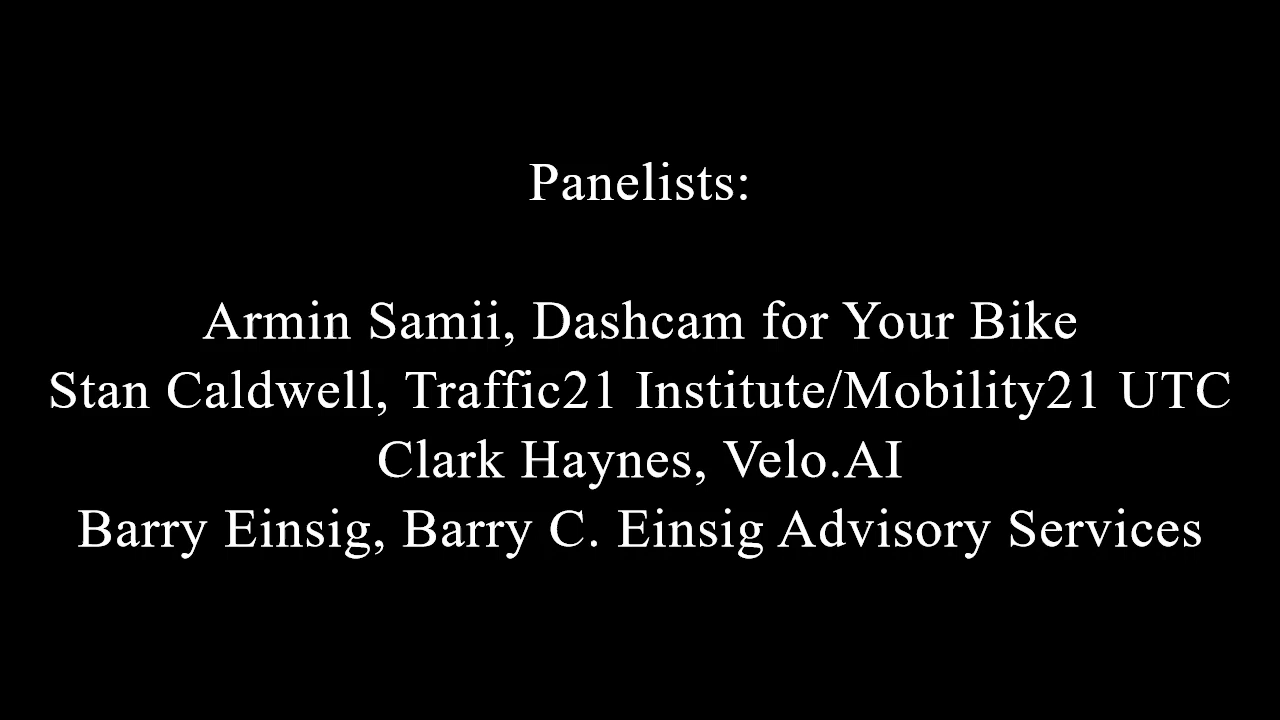 Panelists:
Armin Samii, Dashcam for Your Bike
Stan Caldwell, Traffic21 Institute/Mobility21 UTC
Clark Haynes, Velo.AI
Barry Einsig, Barry C. Einsig Advisory Services